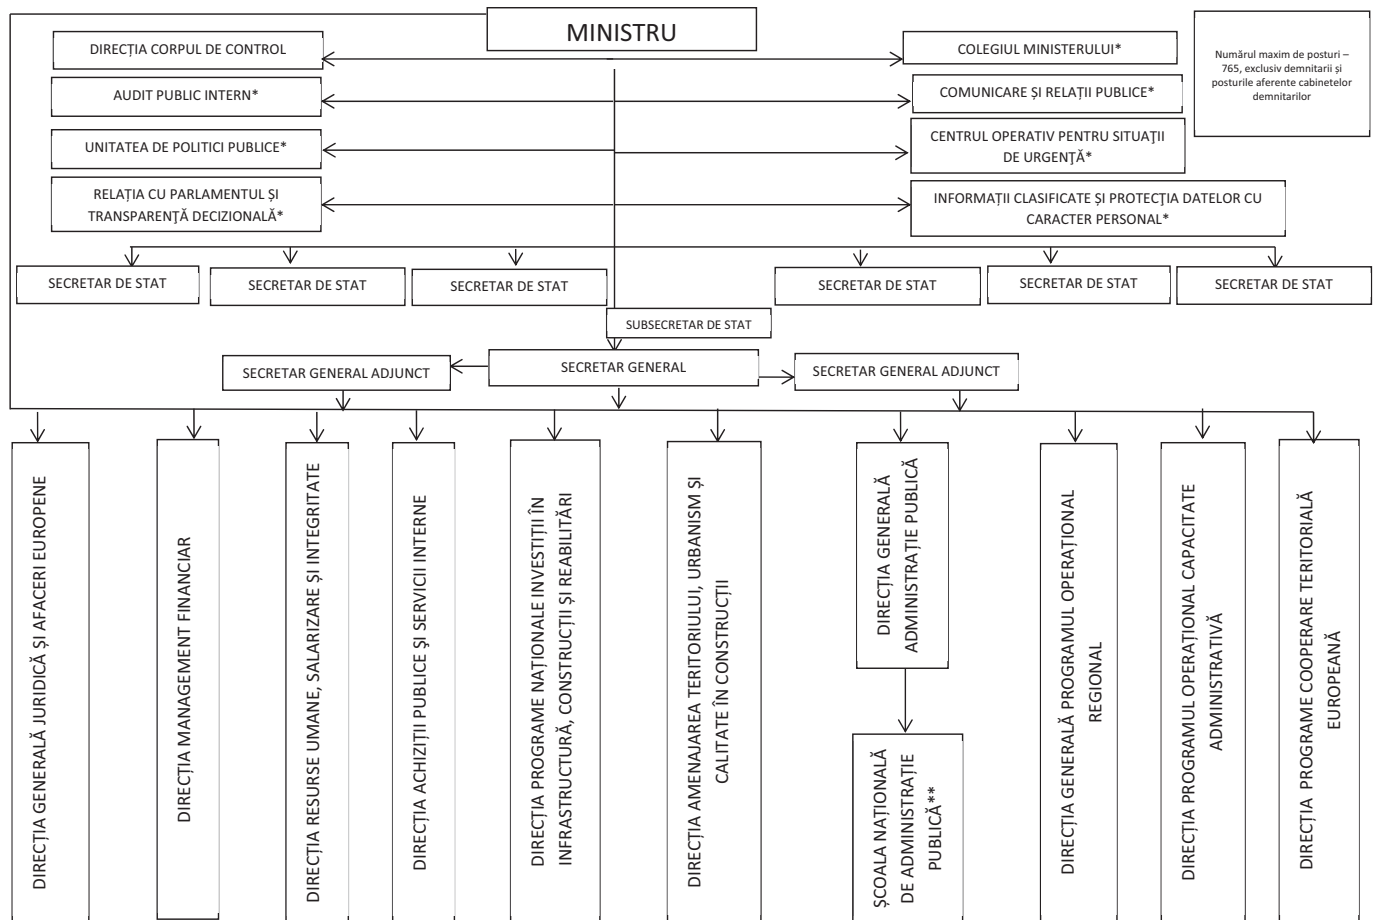 MINISTRU
DIRECȚIA CORPUL DE CONTROL
COLEGIUL MINISTERULUI*
Numărul maxim de posturi –
765, exclusiv demnitarii și
posturile aferente cabinetelor
demnitarilor
AUDIT PUBLIC INTERN*
COMUNICARE ȘI RELAȚII PUBLICE*
UNITATEA DE POLITICI PUBLICE*
CENTRUL OPERATIV PENTRU SITUAŢII
DE URGENŢĂ*
RELAȚIA CU PARLAMENTUL ȘI
TRANSPARENŢĂ DECIZIONALĂ*
INFORMAȚII CLASIFICATE ȘI PROTECŢIA DATELOR CU
CARACTER PERSONAL*
SECRETAR DE STAT
SECRETAR DE STAT
SECRETAR DE STAT
SECRETAR DE STAT
SECRETAR DE STAT
SECRETAR DE STAT
SUBSECRETAR DE STAT
SECRETAR GENERAL ADJUNCT
SECRETAR GENERAL
SECRETAR GENERAL ADJUNCT
DIRECȚIA GENERALĂ JURIDICĂ ȘI AFACERI EUROPENE
DIRECȚIA MANAGEMENT FINANCIAR
DIRECȚIA RESURSE UMANE, SALARIZARE ȘI INTEGRITATE
DIRECȚIA ACHIZIȚII PUBLICE ŞI SERVICII INTERNE
DIRECȚIA PROGRAME NAȚIONALE INVESTIȚII ÎN
INFRASTRUCTURĂ, CONSTRUCȚII ȘI REABILITĂRI
DIRECȚIA AMENAJAREA TERITORIULUI, URBANISM ȘI
CALITATE ÎN CONSTRUCȚII
DIRECȚIA GENERALĂ
ADMINISTRAȚIE PUBLICĂ
ȘCOALA NAȚIONALĂ
DE ADMINISTRAȚIE
PUBLICĂ**
DIRECȚIA GENERALĂ PROGRAMUL OPERAȚIONAL
REGIONAL
DIRECȚIA PROGRAMUL OPERAȚIONAL CAPACITATE
ADMINISTRATIVĂ
DIRECȚIA PROGRAME COOPERARE TERITORIALĂ
EUROPEANĂ